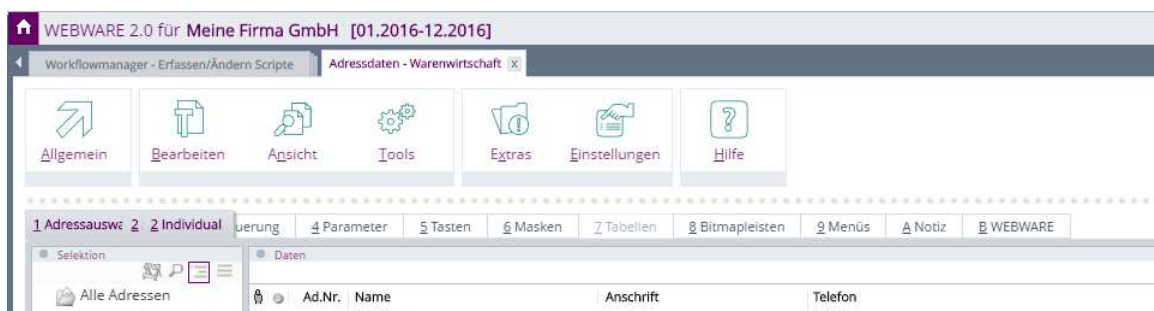 WEBWARE 2.0 für Meine Firma GmbH [01.2016-12.2016]
Workflowmanager - Erfassen/Ändern Scripte Adressdaten - Warenwirtschaft x
Allgemein Bearbeiten Ansicht Tools Extras Einstellungen Hilfe
1 Adressauswa 2 2 Individual uerung 4 Parameter 5 Tasten 6 Masken 7 Tabellen 8 Bitmapleisten 9 Menüs A Notiz B WEBWARE
Selektion Daten
Alle Adressen Ad.Nr. Name Anschrift Telefon